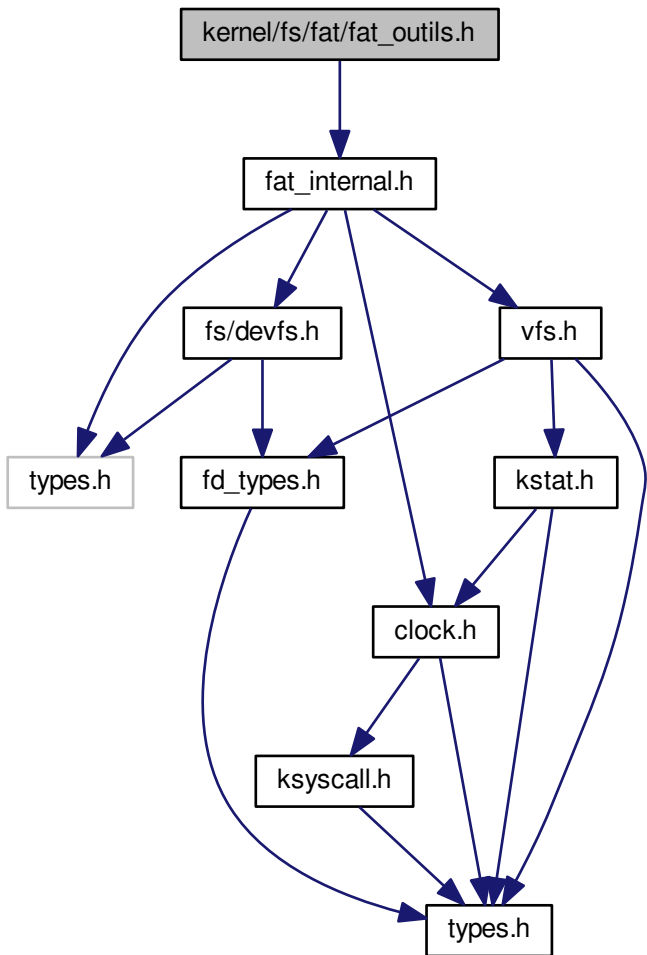 kernel/fs/fat/fat_outils.h
fat_internal.h
fs/devfs.h
vfs.h
types.h
fd_types.h
kstat.h
clock.h
ksyscall.h
types.h